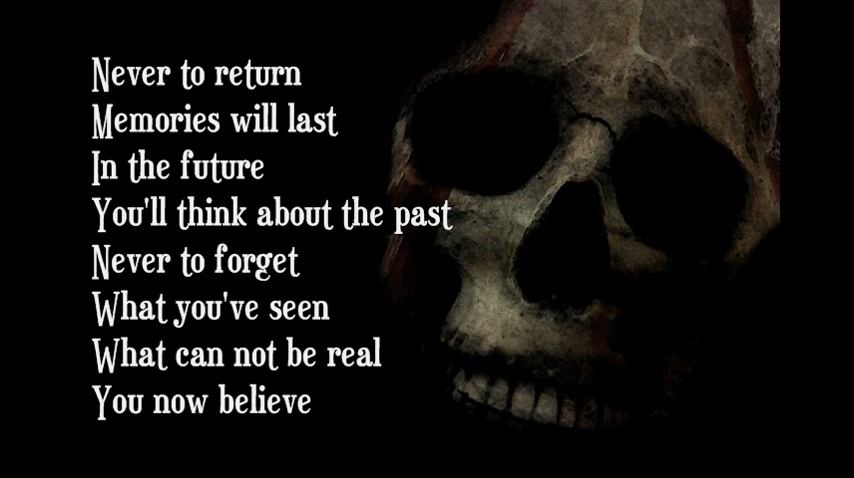 Never to return
Memories will last
In the future
You'll think about the past
Never to forget
What you've seen
What can not be real
You now believe